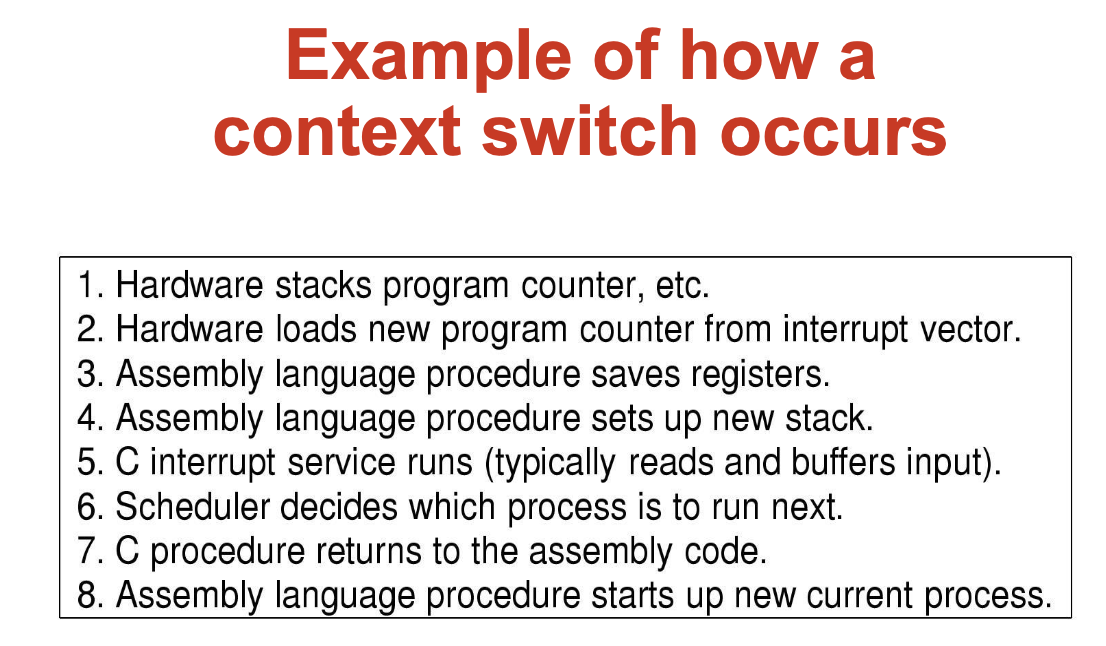 Example of how a
context switch occurs
1. Hardware stacks program counter, etc.
2. Hardware loads new program counter from interrupt vector.
3. Assembly language procedure saves registers.
4. Assembly language procedure sets up new stack.
5. C interrupt service runs (typically reads and buffers input).
6. Scheduler decides which process is to run next.
7. C procedure returns to the assembly code.
8. Assembly language procedure starts up new current process.